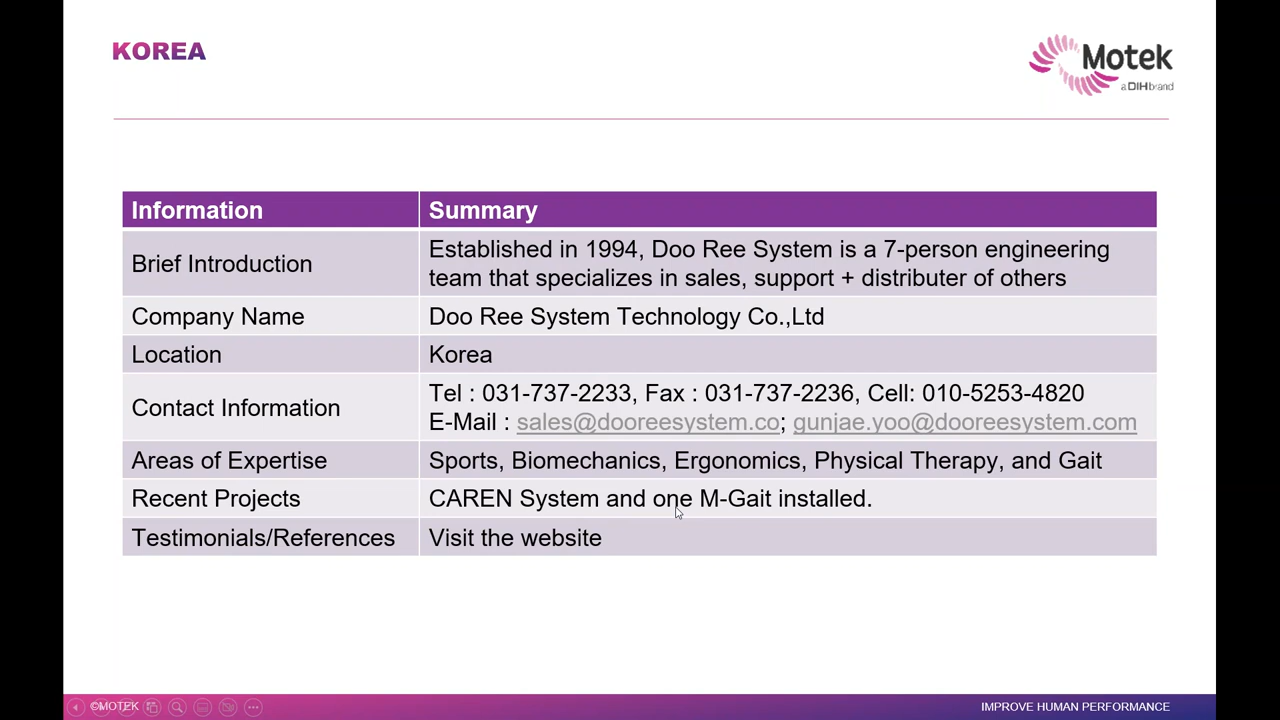 KOREA
Motek
a DIH brand
Information Summary
Brief Introduction
Established in 1994, Doo Ree System is a 7-person engineering
team that specializes in sales, support + distributer of others
Company Name Doo Ree System Technology Co.,Ltd
Location Korea
Contact Information
Tel : 031-737-2233, Fax : 031-737-2236, Cell: 010-5253-4820
E-Mail : sales@dooreesystem.co; gunjae.yoo@dooreesystem.com
Areas of Expertise Sports, Biomechanics, Ergonomics, Physical Therapy, and Gait
Recent Projects CAREN System and one M-Gait installed.
Testimonials/References Visit the website
©MOTEK
IMPROVE HUMAN PERFORMANCE